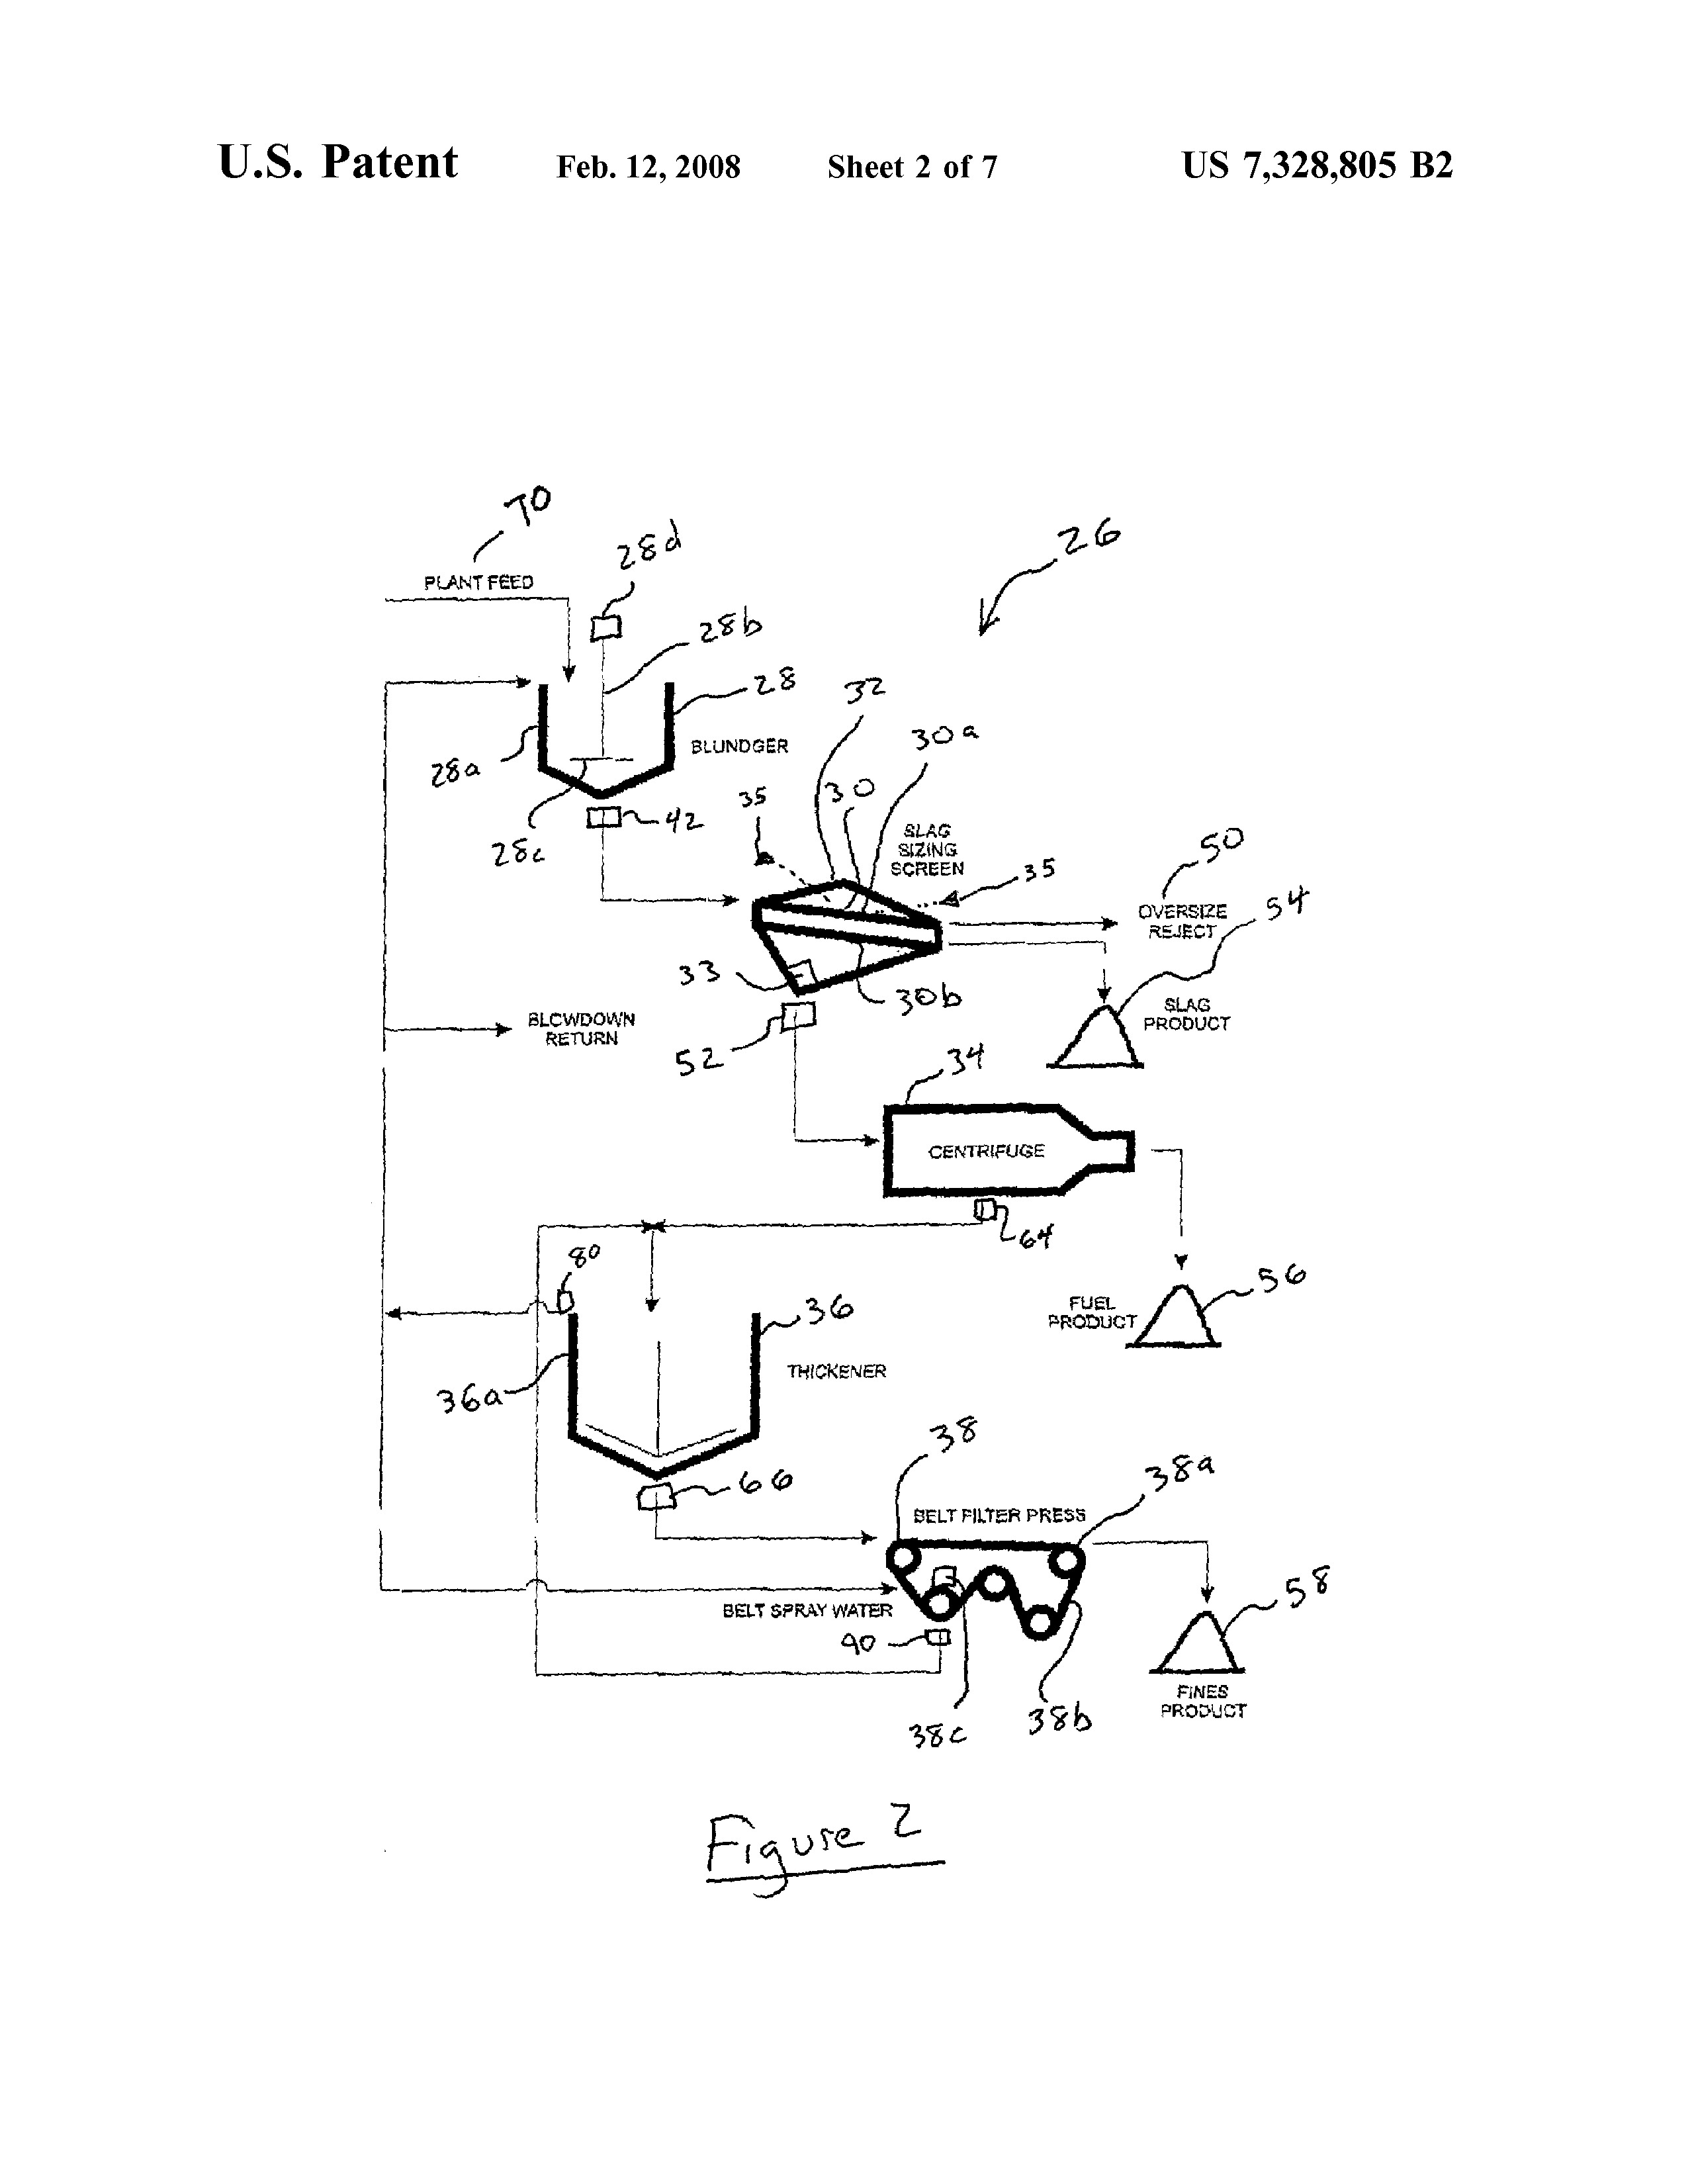 U.S. Patent Feb. 12, 2008 Sheet 2 of 7 US 7,328,805 B2
70
PLANT FEED
28d
26
28b
28
28a
BLUNDGER
28c
42
32
30a
35
30
SLAG
SIZING
SCREEN
35
50
OVERSIZE
REJECT
54
33
30b
52
SLAG
PRODUCT
BLOWDOWN
RETURN
34
CENTRIFUGE
64
80
36
56
FUEL
PRODUCT
THICKENER
36a
38
38a
66
BELT FILTER PRESS
BELT SPRAY WATER
58
90
38c
38b
FINES
PRODUCT
Figure 2